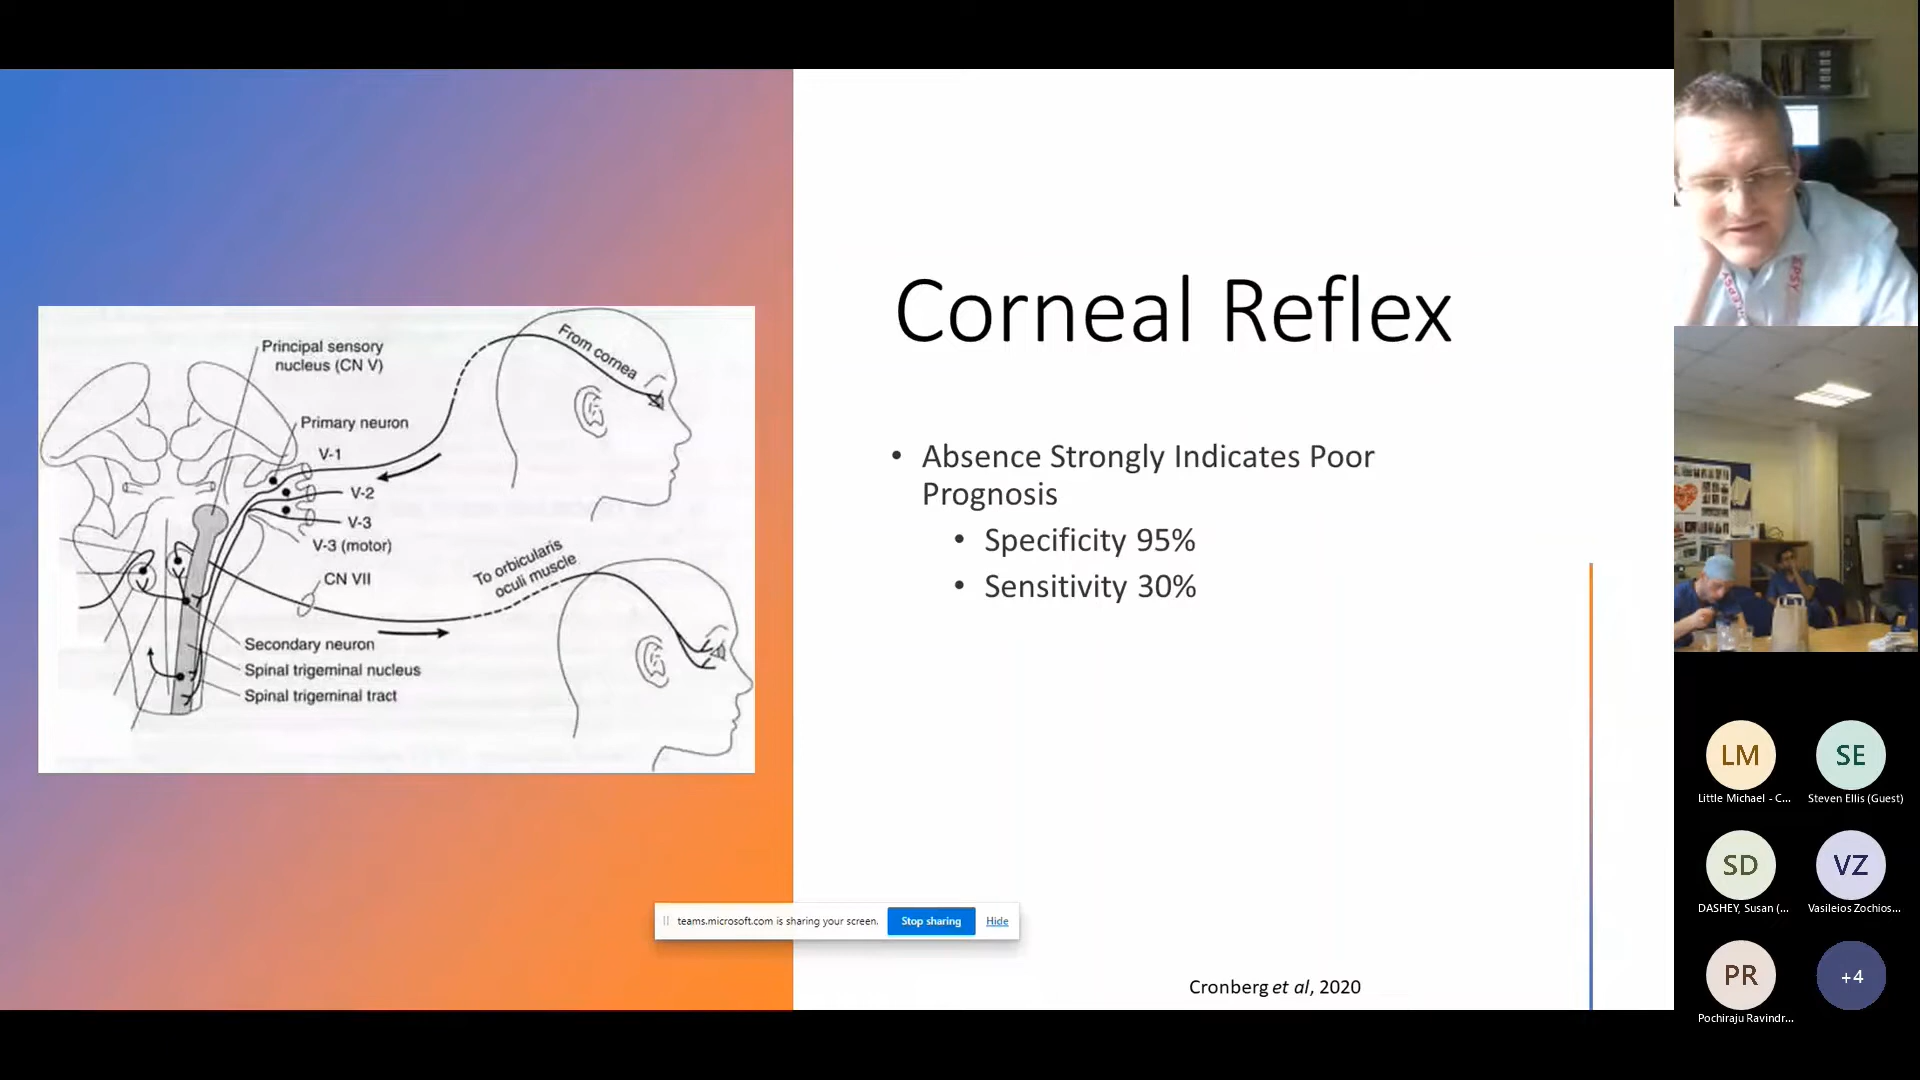 Corneal Reflex
• Absence Strongly Indicates Poor
Prognosis
• Specificity 95%
• Sensitivity 30%
Cronberg et al, 2020
Principal sensory
nucleus (CN V)
Primary neuron
V-1
V-2
V-3
V-3 (motor)
CN VII
Secondary neuron
Spinal trigeminal nucleus
Spinal trigeminal tract
From cornea
To orbicularis
oculi muscle
teams.microsoft.com is sharing your screen.
Stop sharing
Hide
LM
Little Michael - C...
SE
Steven Ellis (Guest)
SD
DASHEY, Susan (...
VZ
Vasileios Zochios...
PR
Pochiraju Ravindr...
+4